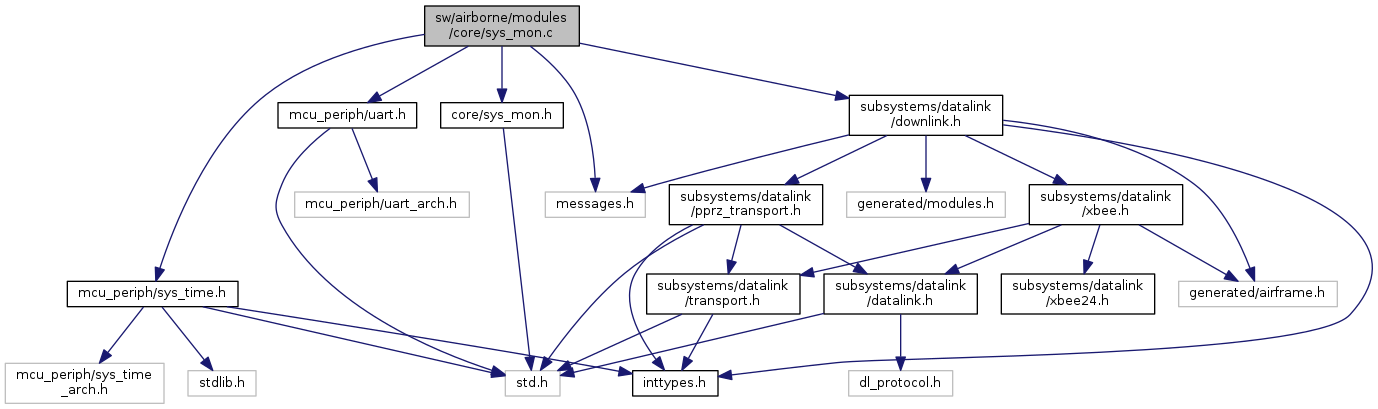 sw/airborne/modules
/core/sys_mon.c
mcu_periph/uart.h
core/sys_mon.h
subsystems/datalink
/downlink.h
mcu_periph/uart_arch.h
messages.h
subsystems/datalink
/pprz_transport.h
generated/modules.h
subsystems/datalink
/xbee.h
mcu_periph/sys_time.h
subsystems/datalink
/transport.h
subsystems/datalink
/datalink.h
subsystems/datalink
/xbee24.h
generated/airframe.h
mcu_periph/sys_time
_arch.h
stdlib.h
std.h
inttypes.h
dl_protocol.h